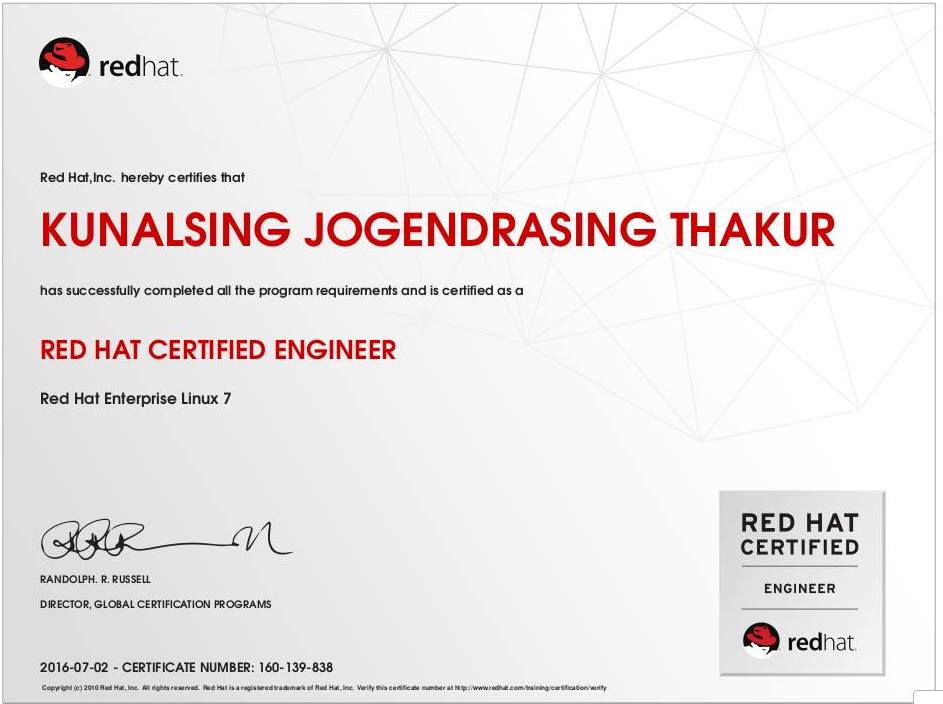 redhat.
Red Hat,Inc. hereby certifies that
KUNALSING JOGENDRASING THAKUR
has successfully completed all the program requirements and is certified as a
RED HAT CERTIFIED ENGINEER
Red Hat Enterprise Linux 7
RANDOLPH. R. RUSSELL
DIRECTOR, GLOBAL CERTIFICATION PROGRAMS
2016-07-02 - CERTIFICATE NUMBER: 160-139-838
Copyright (c) 2010 Red Hat, Inc. All rights reserved. Red Hat is a registered trademark of Red Hat, Inc. Verify this certificate number at http://www.redhat.com/training/certification/verify
RED HAT
CERTIFIED
ENGINEER
redhat.